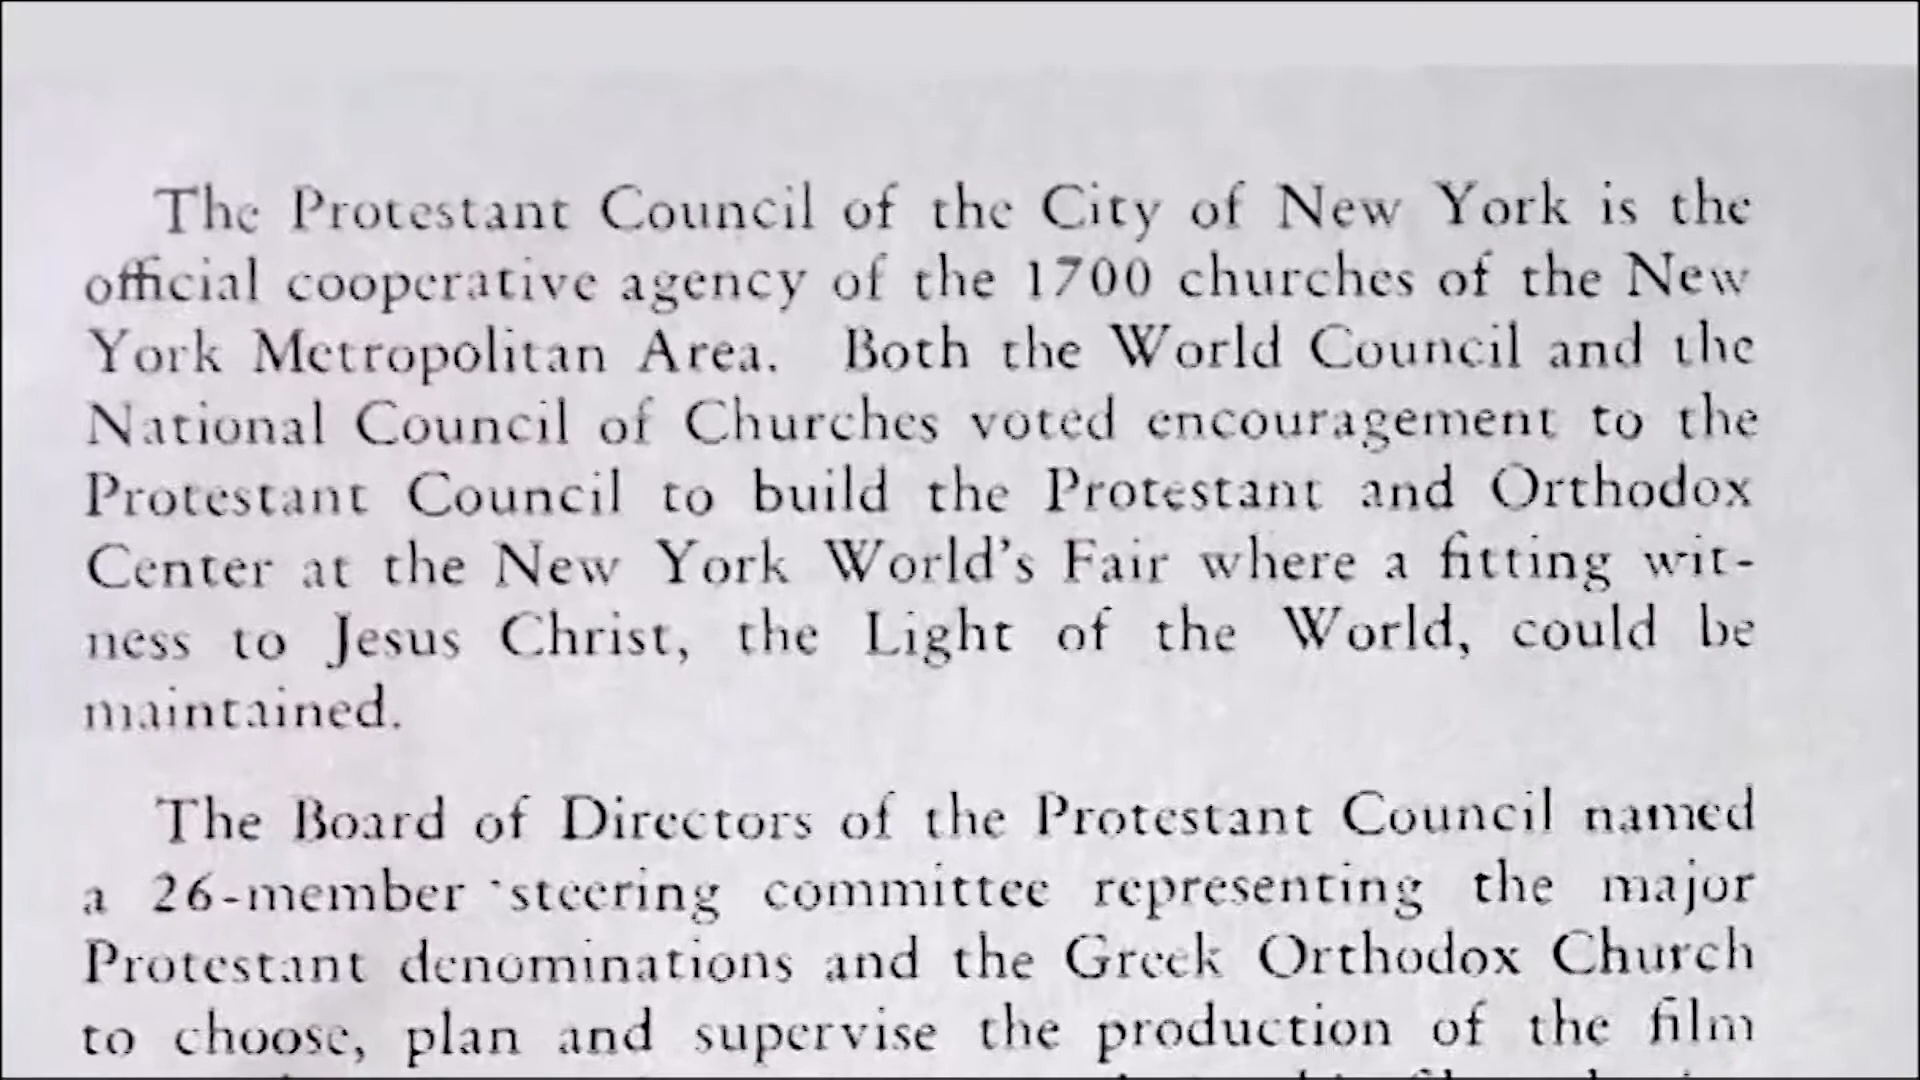 The Protestant Council of the City of New York is the
official cooperative agency of the 1700 churches of the New
York Metropolitan Area. Both the World Council and the
National Council of Churches voted encouragement to the
Protestant Council to build the Protestant and Orthodox
Center at the New York World's Fair where a fitting wit-
ness to Jesus Christ, the Light of the World, could be
maintained.
The Board of Directors of the Protestant Council named
a 26-member steering committee representing the major
Protestant denominations and the Greek Orthodox Church
to choose, plan and supervise the production of the film